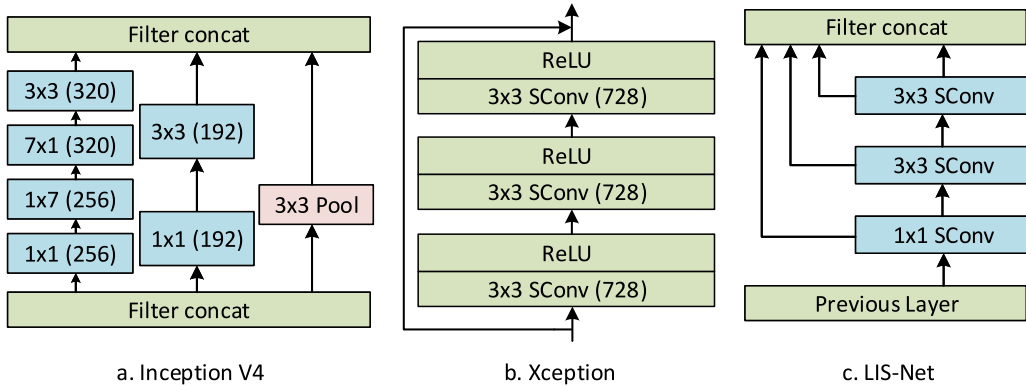 Filter concat
3x3 (320)
7x1 (320)
1x7 (256)
1x1 (256)
3x3 (192)
1x1 (192)
3x3 Pool
Filter concat
a. Inception V4
ReLU
3x3 SConv (728)
ReLU
3x3 SConv (728)
ReLU
3x3 SConv (728)
b. Xception
Filter concat
3x3 SConv
3x3 SConv
1x1 SConv
Previous Layer
c. LIS-Net